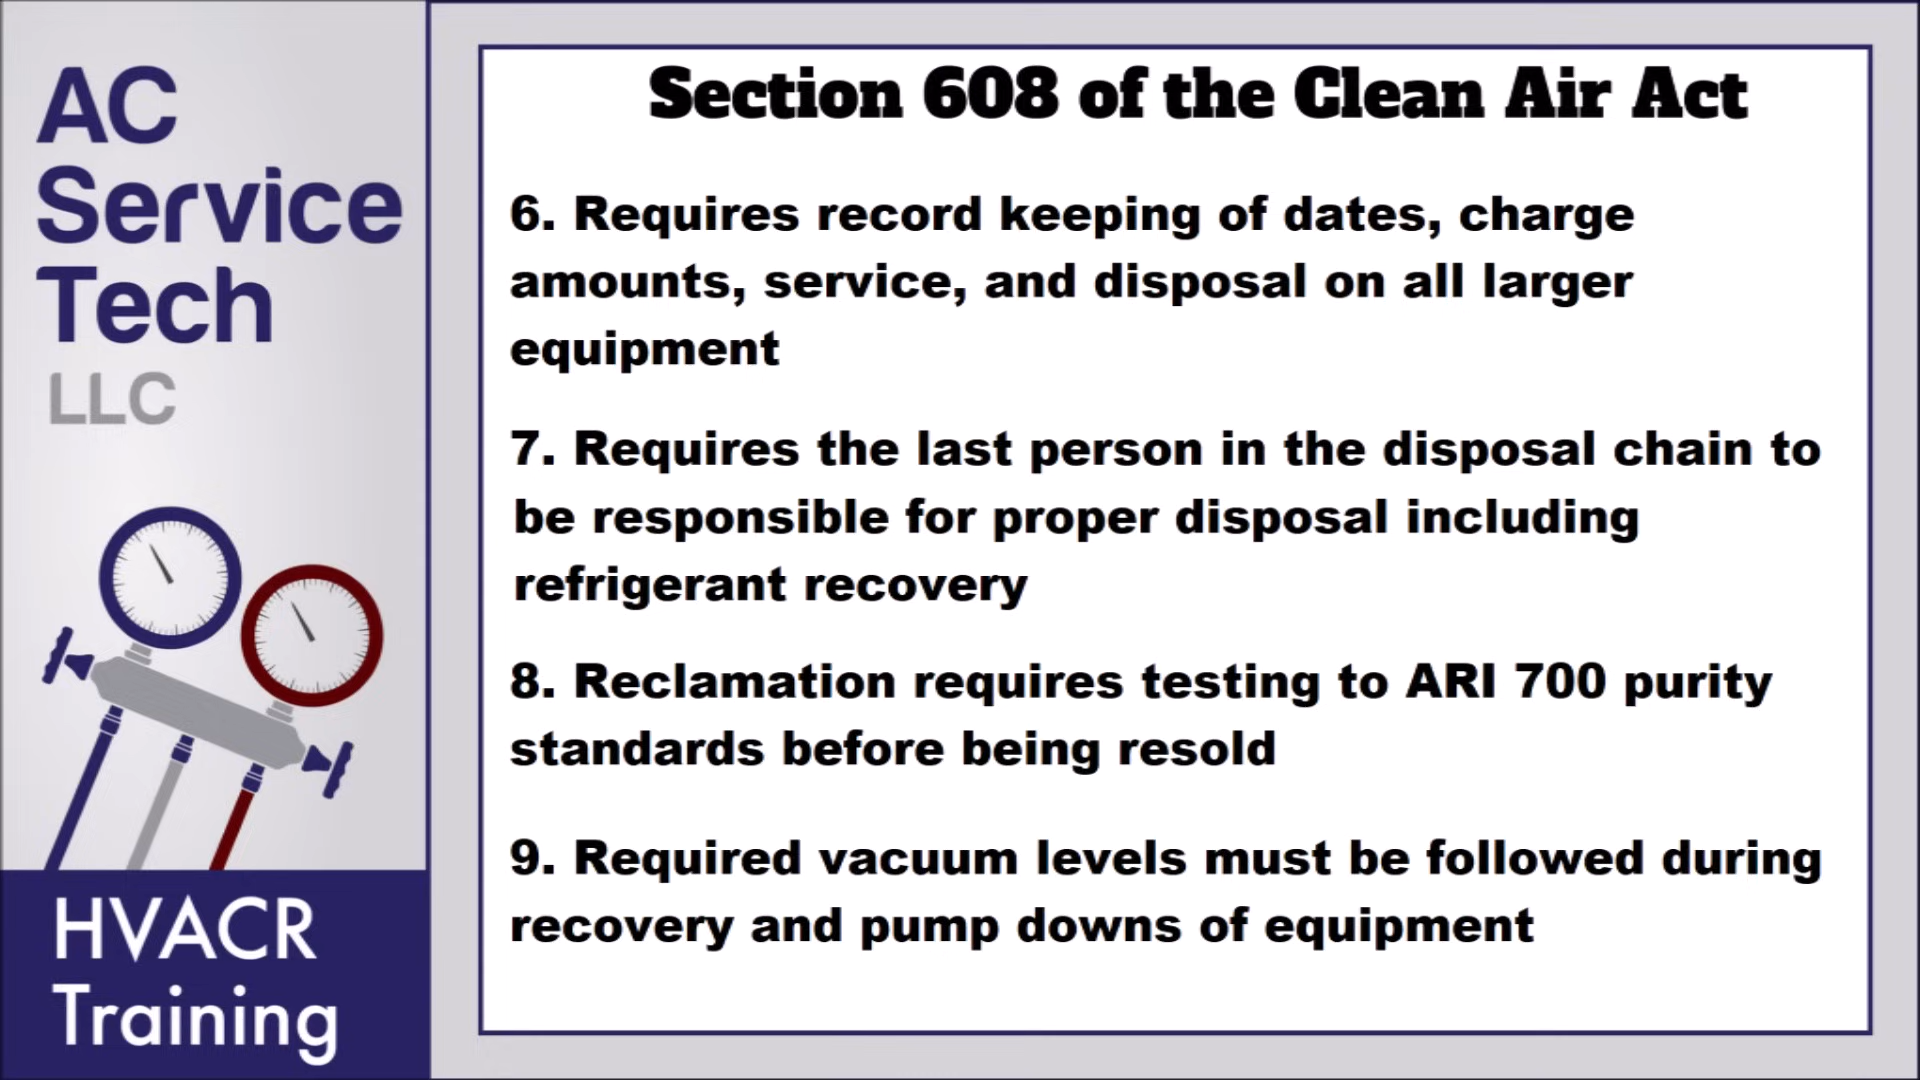 AC
Service
Tech
LLC
HVACR
Training
Section 608 of the Clean Air Act
6. Requires record keeping of dates, charge
amounts, service, and disposal on all larger
equipment
7. Requires the last person in the disposal chain to
be responsible for proper disposal including
refrigerant recovery
8. Reclamation requires testing to ARI 700 purity
standards before being resold
9. Required vacuum levels must be followed during
recovery and pump downs of equipment